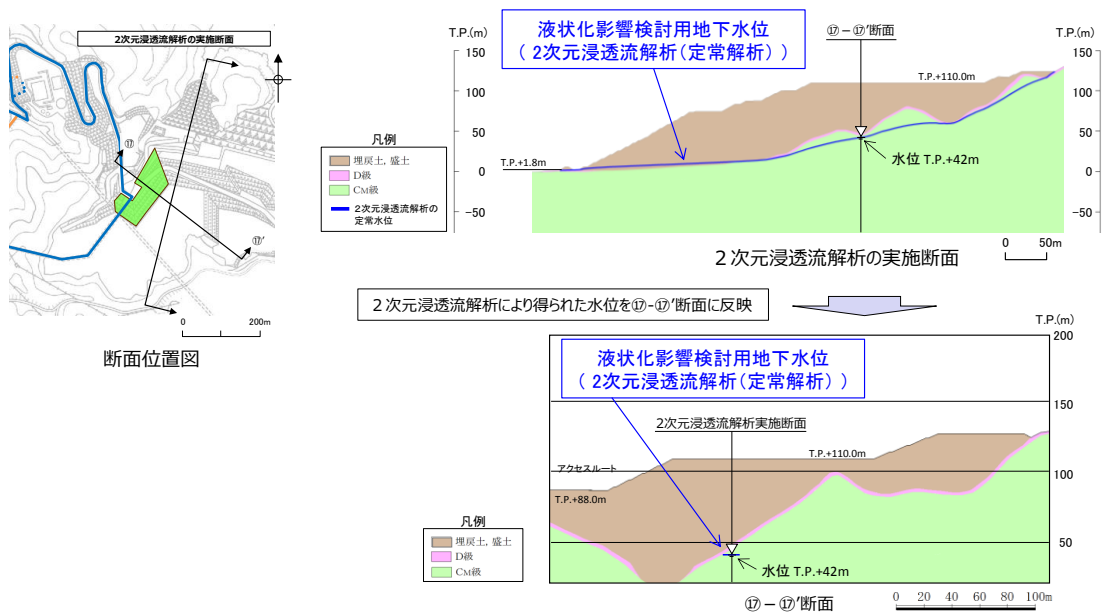 2次元浸透流解析の実施断面
⑰
⑰'
0 200m
断面位置図
T.P.(m)
150
100
50
0
-50
液状化影響検討用地下水位
( 2次元浸透流解析(定常解析) )
⑰-⑰'断面
T.P.+110.0m
T.P.+1.8m
水位 T.P.+42m
T.P.(m)
150
100
50
0
-50
凡例
埋戻土, 盛土
D級
CM級
2次元浸透流解析の
定常水位
0 50m
2次元浸透流解析の実施断面
2次元浸透流解析により得られた水位を⑰-⑰'断面に反映
T.P.(m)
200
150
100
50
液状化影響検討用地下水位
( 2次元浸透流解析(定常解析) )
2次元浸透流解析実施断面
T.P.+110.0m
アクセスルート
T.P.+88.0m
水位 T.P.+42m
凡例
埋戻土, 盛土
D級
CM級
0 20 40 60 80 100m
⑰-⑰'断面